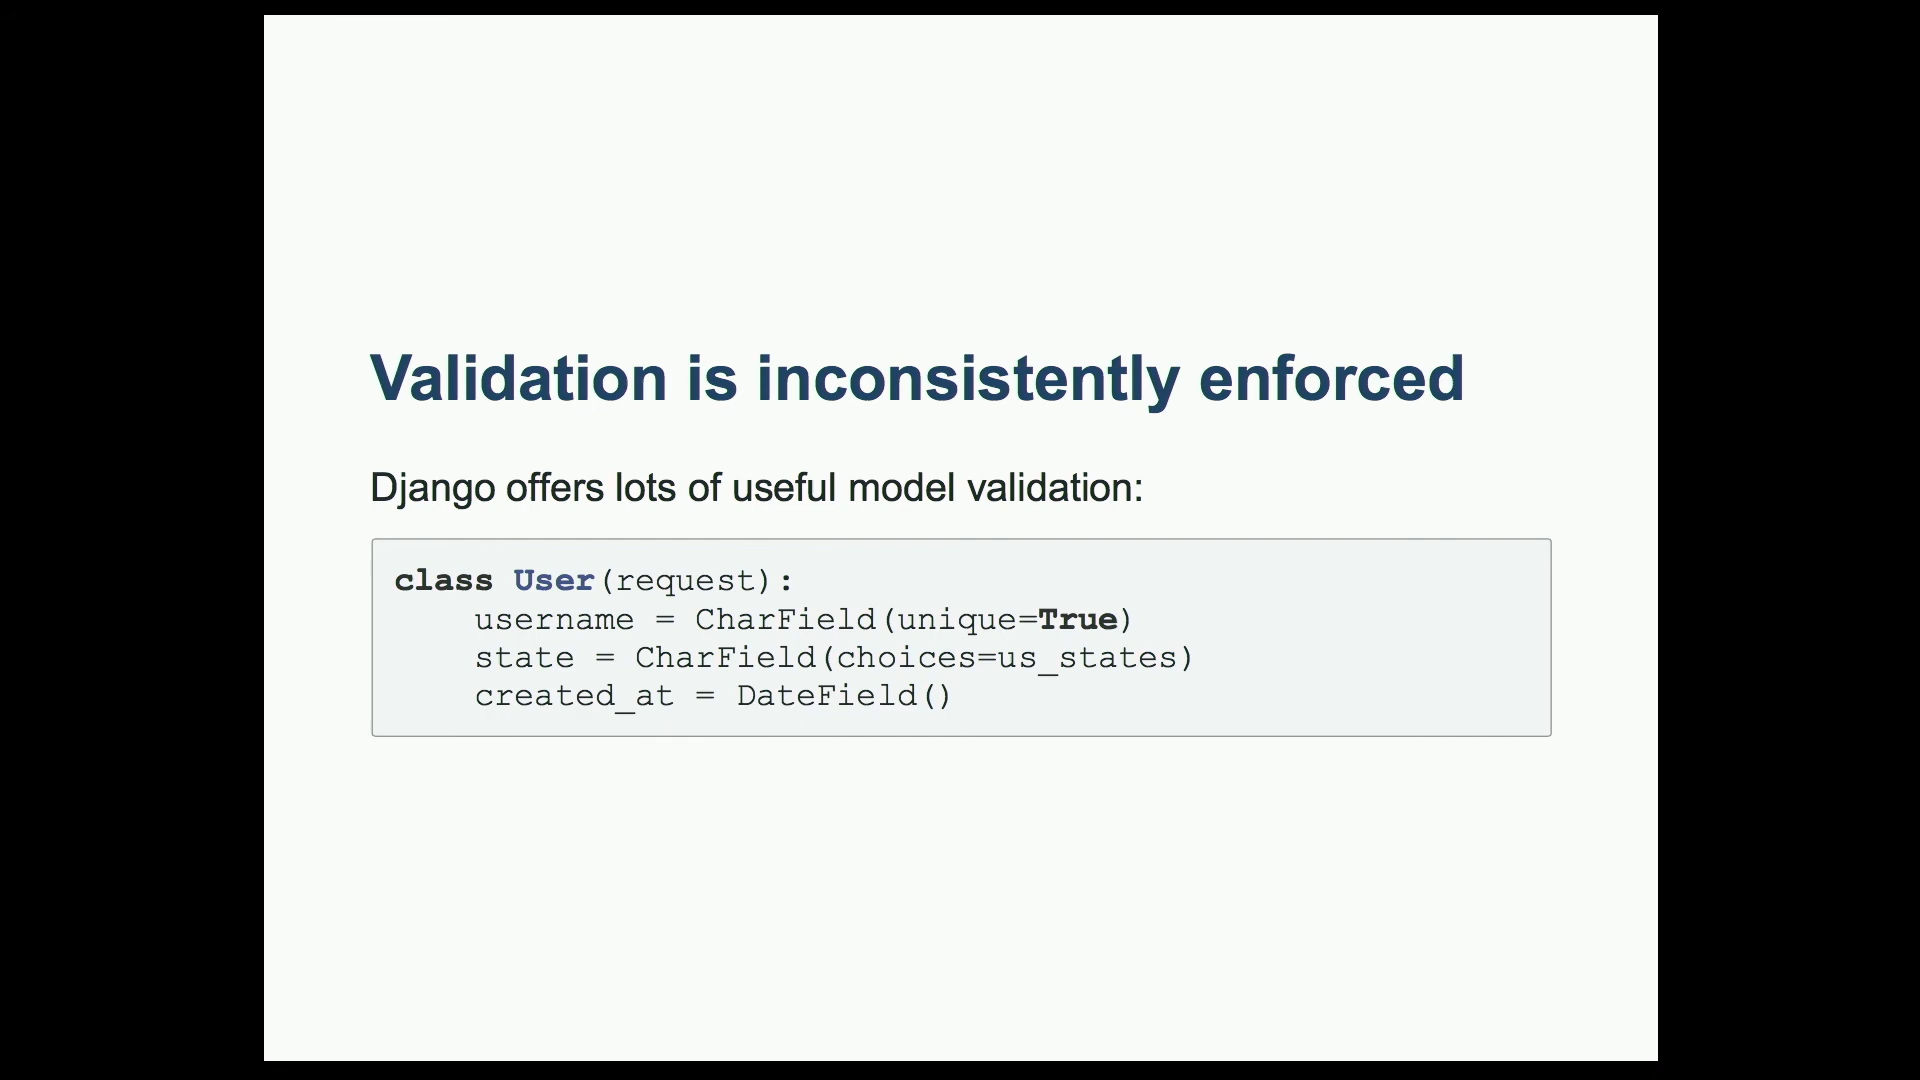 Validation is inconsistently enforced
Django offers lots of useful model validation:
class User(request):
    username = CharField(unique=True)
    state = CharField(choices=us_states)
    created_at = DateField()